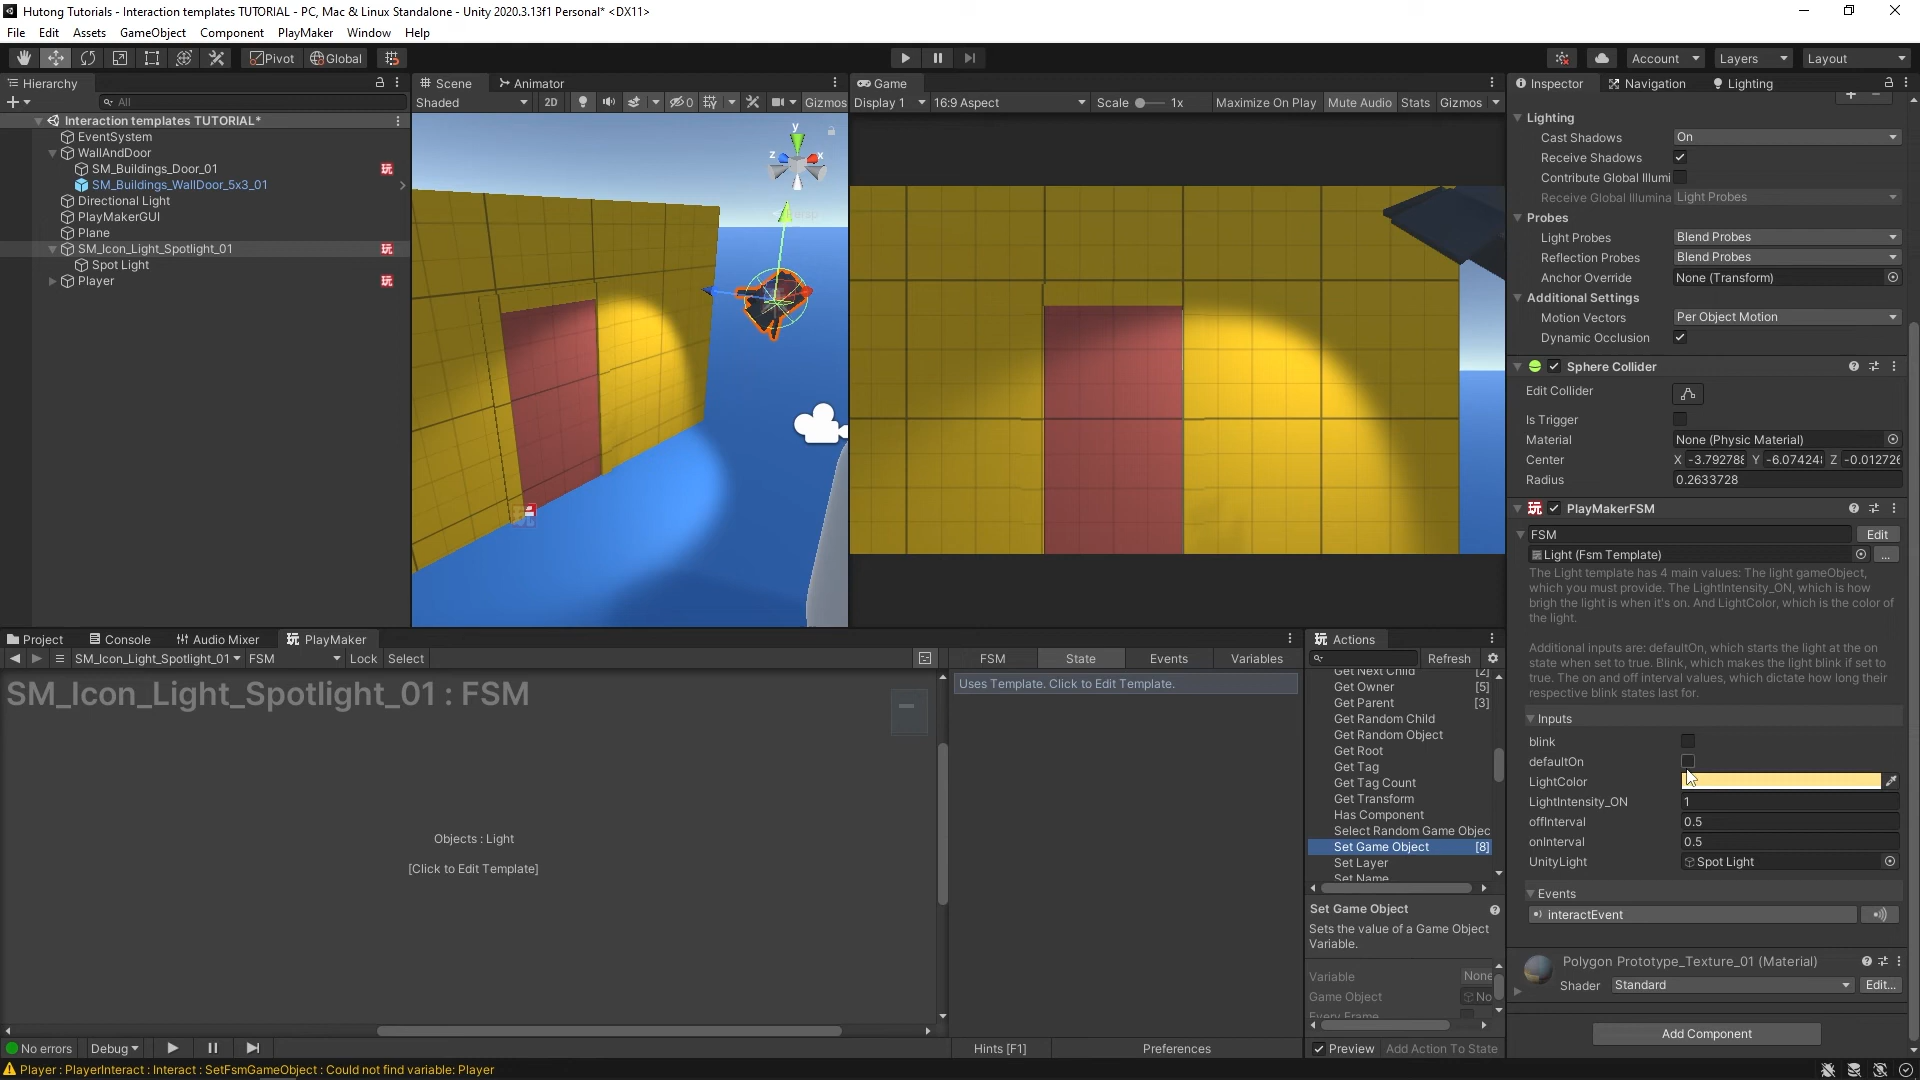 Hutong Tutorials - Interaction templates TUTORIAL - PC, Mac & Linux Standalone - Unity 2020.3.13f1 Personal* <DX11>
File Edit Assets GameObject Component PlayMaker Window Help
Pivot Global Account Layers Layout
Hierarchy Scene Animator Game Inspector Navigation Lighting
All Shaded 2D 0 Gizmos Display 1 16:9 Aspect Scale 1x Maximize On Play Mute Audio Stats Gizmos
Interaction templates TUTORIAL*
EventSystem
WallAndDoor
SM_Buildings_Door_01
SM_Buildings_WallDoor_5x3_01
Directional Light
PlayMakerGUI
Plane
SM_Icon_Light_Spotlight_01
Spot Light
Player
y
z x
Persp
Lighting
Cast Shadows On
Receive Shadows
Contribute Global Illumi
Receive Global Illumina Light Probes
Probes
Light Probes Blend Probes
Reflection Probes Blend Probes
Anchor Override None (Transform)
Additional Settings
Motion Vectors Per Object Motion
Dynamic Occlusion
Sphere Collider
Edit Collider
Is Trigger
Material None (Physic Material)
Center X -3.792788 Y -6.07424 Z -0.012726
Radius 0.2633728
PlayMakerFSM
FSM Edit
Light (Fsm Template) ...
The Light template has 4 main values: The light gameObject,
which you must provide. The LightIntensity_ON, which is how
brigh the light is when it's on. And LightColor, which is the color of
the light.
Additional inputs are: defaultOn, which starts the light at the on
state when set to true. Blink, which makes the light blink if set to
true. The on and off interval values, which dictate how long their
respective blink states last for.
Inputs
blink
defaultOn
LightColor
LightIntensity_ON 1
offInterval 0.5
onInterval 0.5
UnityLight Spot Light
Events
interactEvent
Polygon Prototype_Texture_01 (Material)
Shader Standard Edit...
Add Component
Project Console Audio Mixer PlayMaker
SM_Icon_Light_Spotlight_01 FSM Lock Select
SM_Icon_Light_Spotlight_01 : FSM
Objects : Light
[Click to Edit Template]
FSM State Events Variables
Uses Template. Click to Edit Template.
Actions
Refresh
Get Next Child [2]
Get Owner [5]
Get Parent [3]
Get Random Child
Get Random Object
Get Root
Get Tag
Get Tag Count
Get Transform
Has Component
Select Random Game Objec
Set Game Object [8]
Set Layer
Set Name
Set Game Object
Sets the value of a Game Object
Variable.
Variable None
Game Object No
Every Frame
No errors Debug Hints [F1] Preferences Preview Add Action To State
Player : PlayerInteract : Interact : SetFsmGameObject : Could not find variable: Player